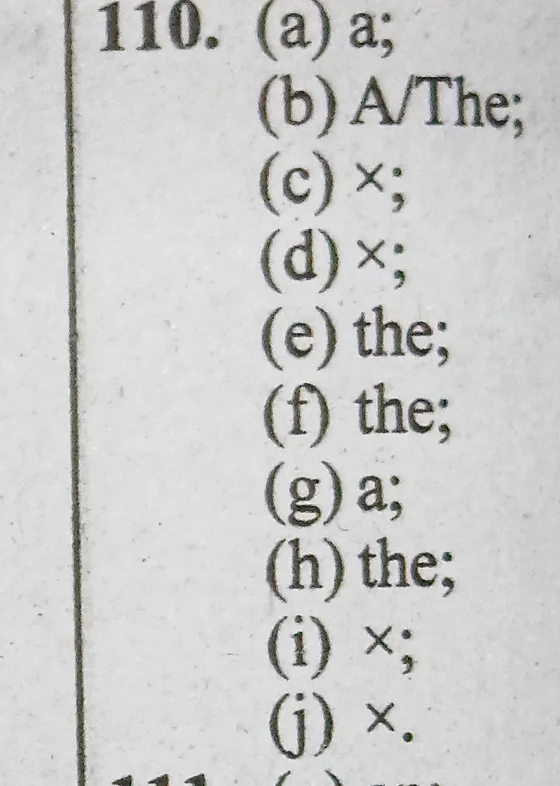 110. (a) a;
(b) A/The;
(c) ×;
(d) ×;
(e) the;
(f) the;
(g) a;
(h) the;
(i) ×;
(j) ×.